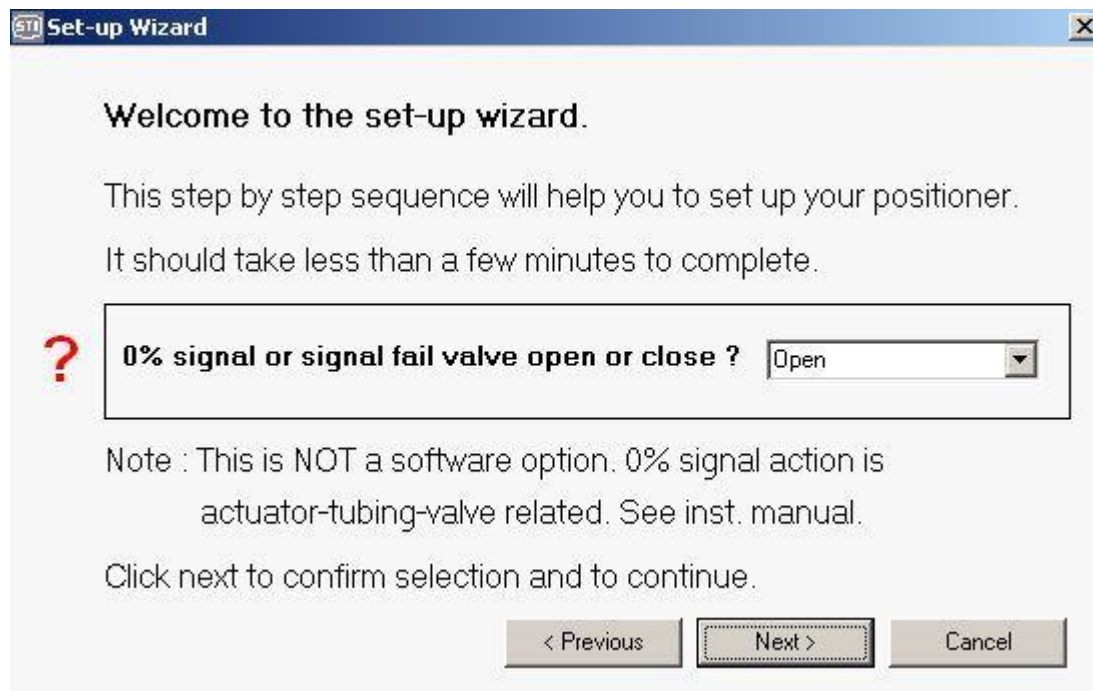 STI Set-up Wizard
Welcome to the set-up wizard.
This step by step sequence will help you to set up your positioner.
It should take less than a few minutes to complete.
? 0% signal or signal fail valve open or close ? Open
Note : This is NOT a software option. 0% signal action is
actuator-tubing-valve related. See inst. manual.
Click next to confirm selection and to continue.
< Previous Next > Cancel